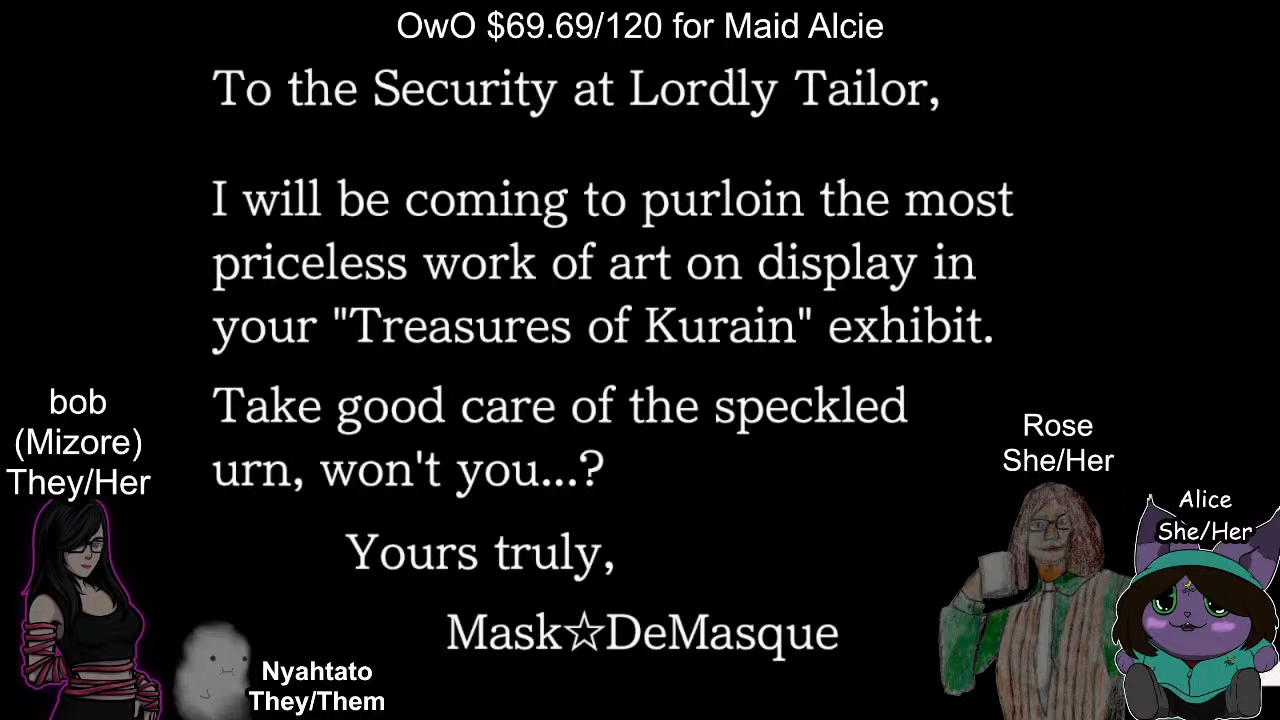 OwO $69.69/120 for Maid Alcie
To the Security at Lordly Tailor,
I will be coming to purloin the most
priceless work of art on display in
your "Treasures of Kurain" exhibit.
Take good care of the speckled
urn, won't you...?
Yours truly,
Mask☆DeMasque
bob
(Mizore)
They/Her
Nyahtato
They/Them
Rose
She/Her
Alice
She/Her